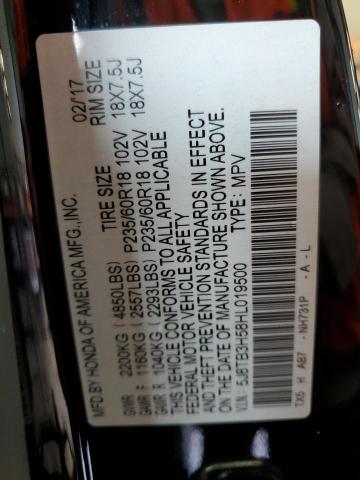 MFD.BY HONDA OF AMERICA MFG.,INC. 02/17
TIRE SIZE RIM SIZE
GVWR 2200KG (4850LBS) P235/60R18 102V 18X7.5J
GAWR F 1160KG (2557LBS) P235/60R18 102V 18X7.5J
GAWR R 1040KG (2293LBS)
THIS VEHICLE CONFORMS TO ALL APPLICABLE
FEDERAL MOTOR VEHICLE SAFETY
AND THEFT PREVENTION STANDARDS IN EFFECT
ON THE DATE OF MANUFACTURE SHOWN ABOVE.
V.I.N: 5J8TB3H58HL019500 TYPE: MPV
TX5 H AB7 - NH731P - A - L